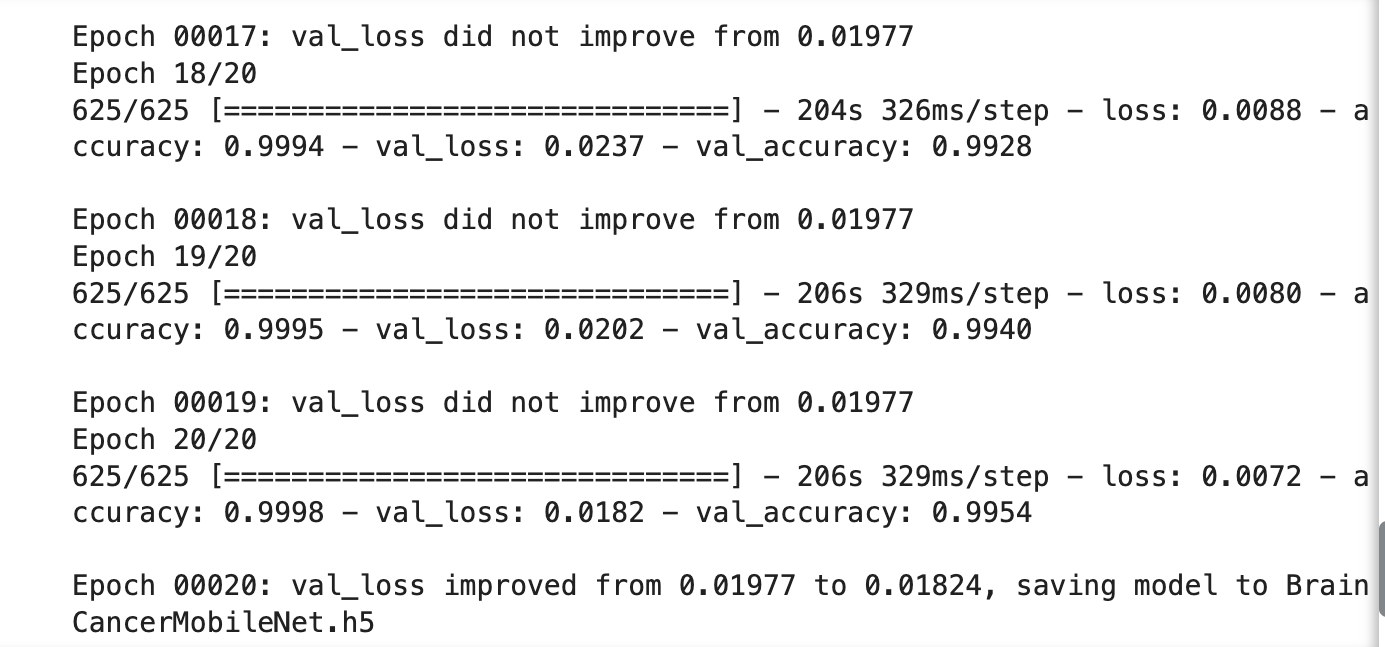 Epoch 00017: val_loss did not improve from 0.01977
Epoch 18/20
625/625 [==============================] - 204s 326ms/step - loss: 0.0088 - a
ccuracy: 0.9994 - val_loss: 0.0237 - val_accuracy: 0.9928
Epoch 00018: val_loss did not improve from 0.01977
Epoch 19/20
625/625 [==============================] - 206s 329ms/step - loss: 0.0080 - a
ccuracy: 0.9995 - val_loss: 0.0202 - val_accuracy: 0.9940
Epoch 00019: val_loss did not improve from 0.01977
Epoch 20/20
625/625 [==============================] - 206s 329ms/step - loss: 0.0072 - a
ccuracy: 0.9998 - val_loss: 0.0182 - val_accuracy: 0.9954
Epoch 00020: val_loss improved from 0.01977 to 0.01824, saving model to Brain
CancerMobileNet.h5